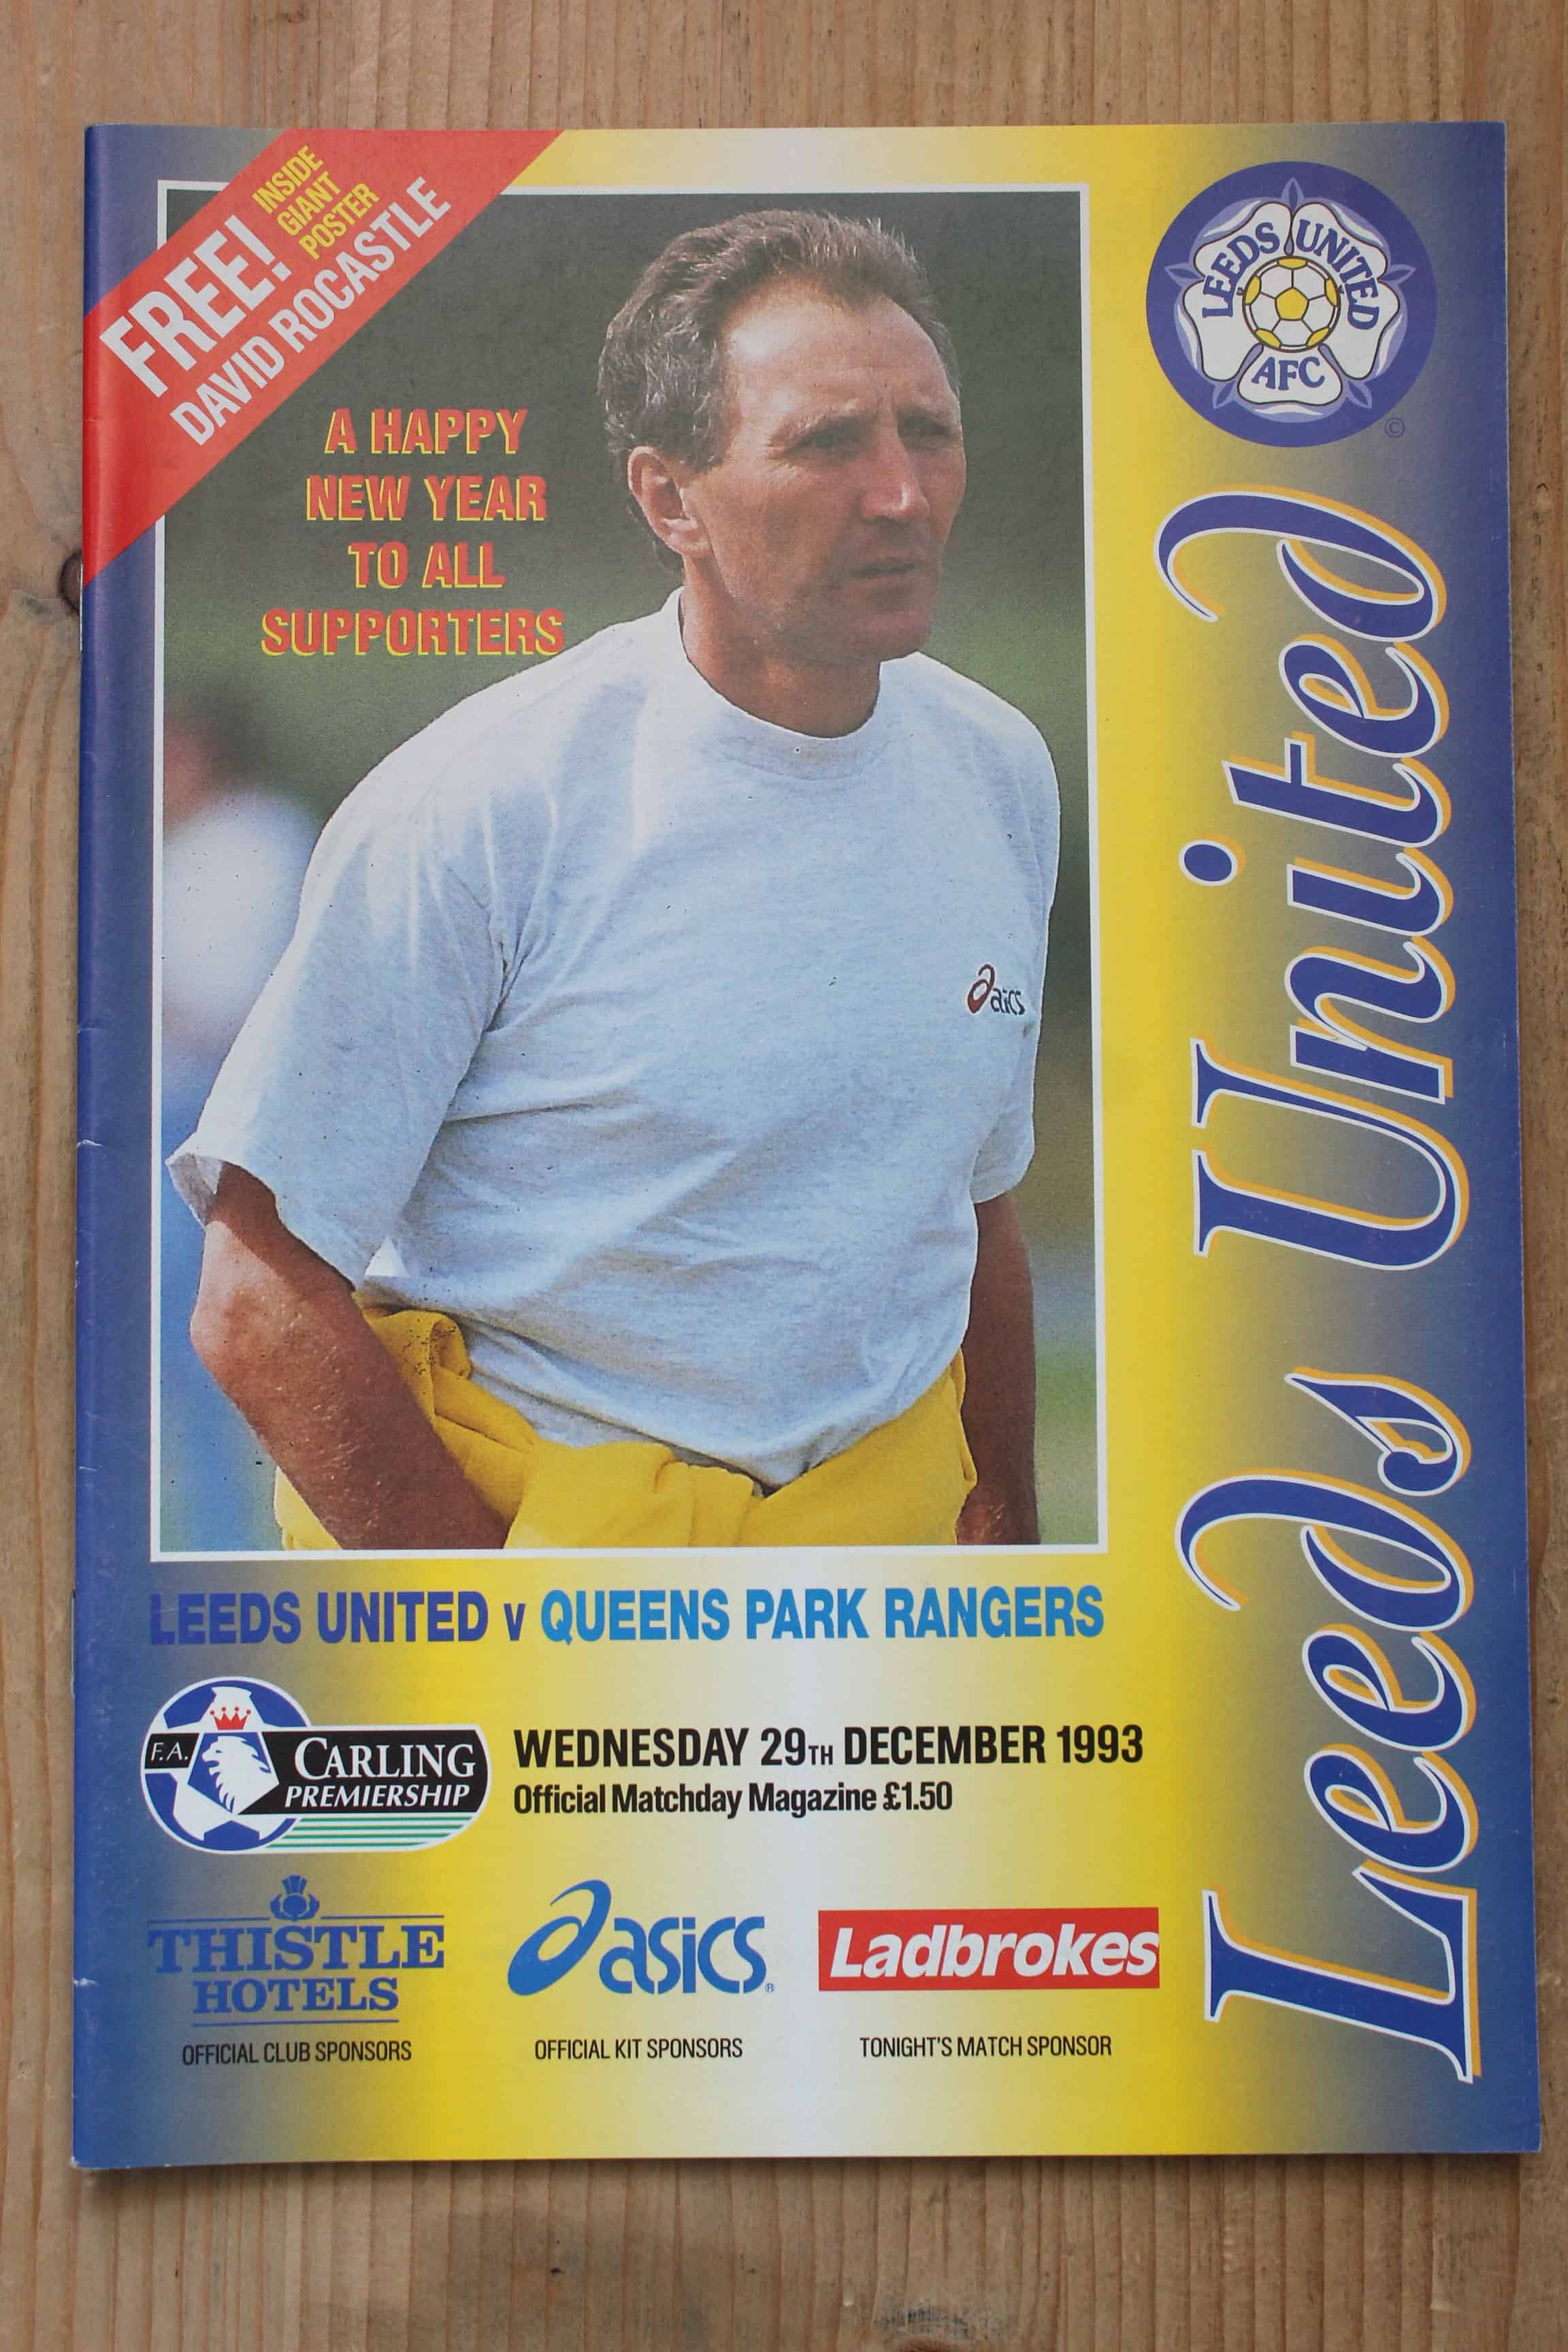 FREE!
INSIDE
GIANT
POSTER
DAVID ROCASTLE
A HAPPY
NEW YEAR
TO ALL
SUPPORTERS
LEEDS UNITED
AFC
©
Leeds United
asics
LEEDS UNITED v QUEENS PARK RANGERS
F.A.
CARLING
PREMIERSHIP
WEDNESDAY 29TH DECEMBER 1993
Official Matchday Magazine £1.50
THISTLE
HOTELS
OFFICIAL CLUB SPONSORS
asics®
OFFICIAL KIT SPONSORS
Ladbrokes
TONIGHT'S MATCH SPONSOR